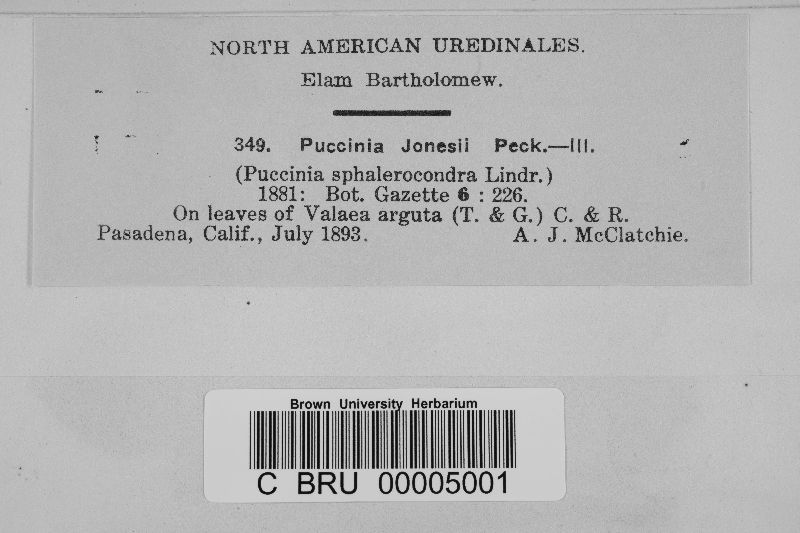 NORTH AMERICAN UREDINALES.
Elam Bartholomew.
349. Puccinia Jonesii Peck.—III.
(Puccinia sphalerocondra Lindr.)
1881: Bot. Gazette 6 : 226.
On leaves of Valaea arguta (T. & G.) C. & R.
Pasadena, Calif., July 1893. A. J. McClatchie.
Brown University Herbarium
C BRU 00005001